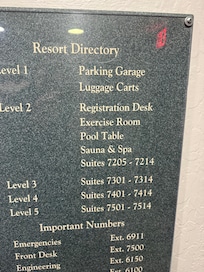 Resort Directory
Level 1 Parking Garage
Luggage Carts
Level 2 Registration Desk
Exercise Room
Pool Table
Sauna & Spa
Suites 7205 - 7214
Level 3 Suites 7301 - 7314
Level 4 Suites 7401 - 7414
Level 5 Suites 7501 - 7514
Important Numbers
Emergencies Ext. 6911
Front Desk Ext. 7500
Engineering Ext. 6150
Ext. 6100